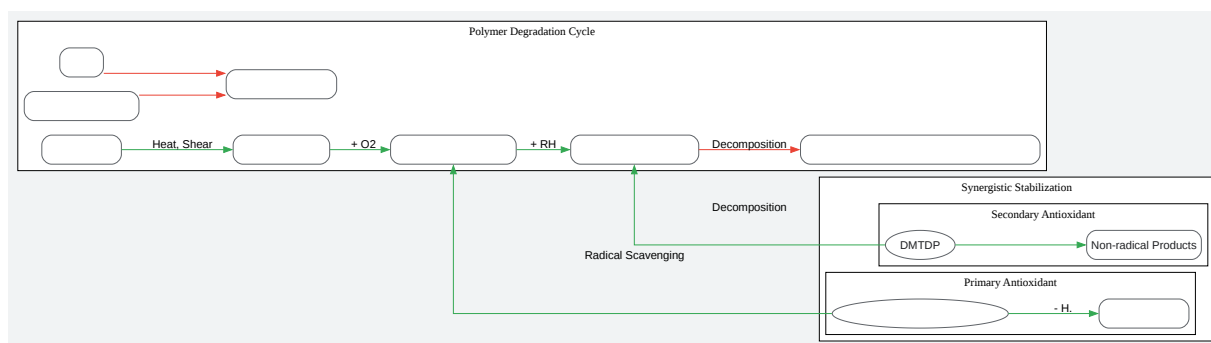 Polymer Degradation Cycle
Heat, Shear
+ O2
+ RH
Decomposition
Synergistic Stabilization
Decomposition
Secondary Antioxidant
DMTDP
Non-radical Products
Radical Scavenging
Primary Antioxidant
- H.